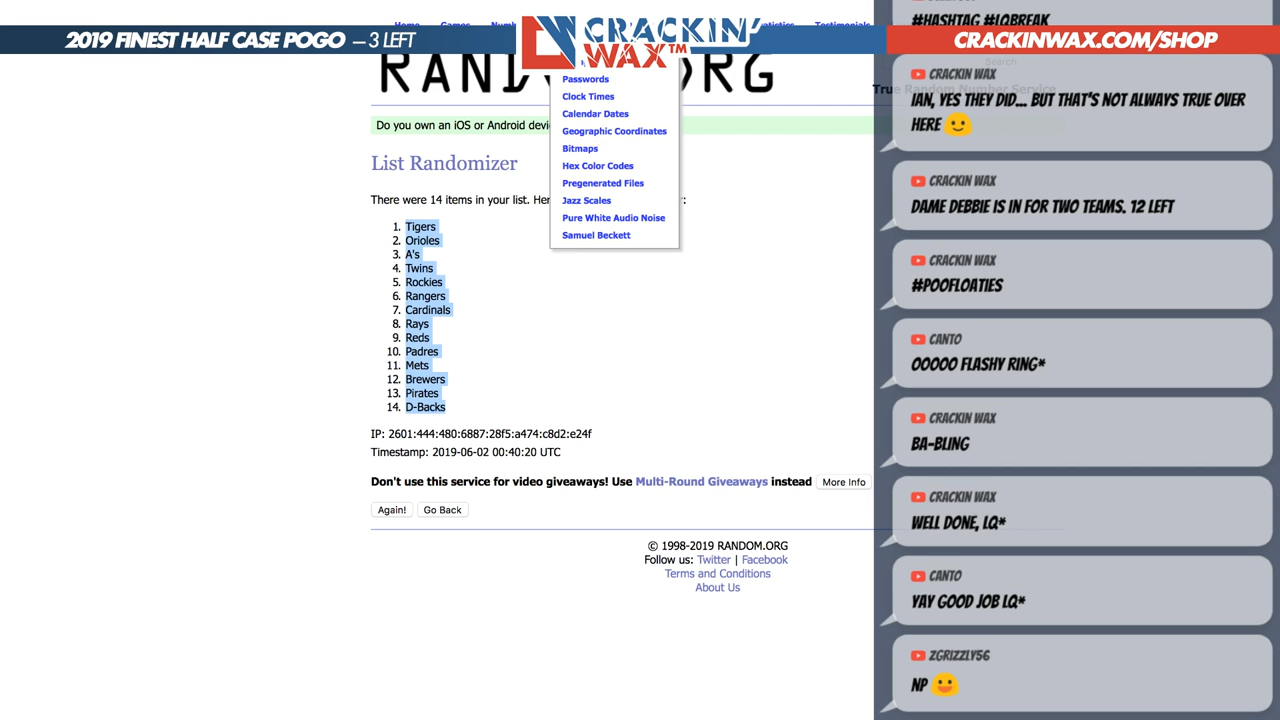 #HASHTAG #LQBREAK
2019 FINEST HALF CASE POGO – 3 LEFT
CRACKIN' WAX™
CRACKINWAX.COM/SHOP
Home Games
Testimonials
Search
True Random Number Service
Passwords
Clock Times
Calendar Dates
Geographic Coordinates
Bitmaps
Hex Color Codes
Pregenerated Files
Jazz Scales
Pure White Audio Noise
Samuel Beckett
Do you own an iOS or Android
List Randomizer
There were 14 items in your list.
1. Tigers
2. Orioles
3. A's
4. Twins
5. Rockies
6. Rangers
7. Cardinals
8. Rays
9. Reds
10. Padres
11. Mets
12. Brewers
13. Pirates
14. D-Backs
IP: 2601:444:480:6887:28f5:a474:c8d2:e24f
Timestamp: 2019-06-02 00:40:20 UTC
Don't use this service for video giveaways! Use Multi-Round Giveaways instead More Info
Again! Go Back
© 1998-2019 RANDOM.ORG
Follow us: Twitter | Facebook
Terms and Conditions
About Us
CRACKIN WAX
IAN, YES THEY DID... BUT THAT'S NOT ALWAYS TRUE OVER
HERE
CRACKIN WAX
DAME DEBBIE IS IN FOR TWO TEAMS. 12 LEFT
CRACKIN WAX
#POOFLOATIES
CANTO
OOOOO FLASHY RING*
CRACKIN WAX
BA-BLING
CRACKIN WAX
WELL DONE, LQ*
CANTO
YAY GOOD JOB LQ*
ZGRIZZLY56
NP